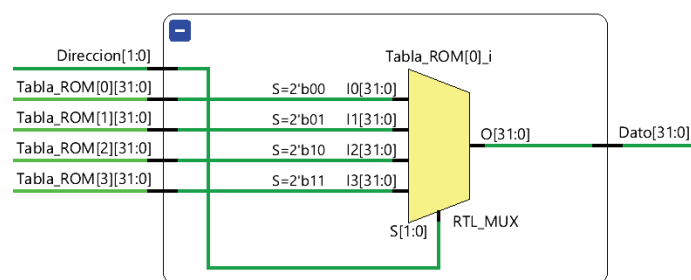 Direccion[1:0]
Tabla_ROM[0]_i
Tabla_ROM[0][31:0] S=2'b00 I0[31:0]
Tabla_ROM[1][31:0] S=2'b01 I1[31:0]
O[31:0] Dato[31:0]
Tabla_ROM[2][31:0] S=2'b10 I2[31:0]
Tabla_ROM[3][31:0] S=2'b11 I3[31:0]
S[1:0] RTL_MUX